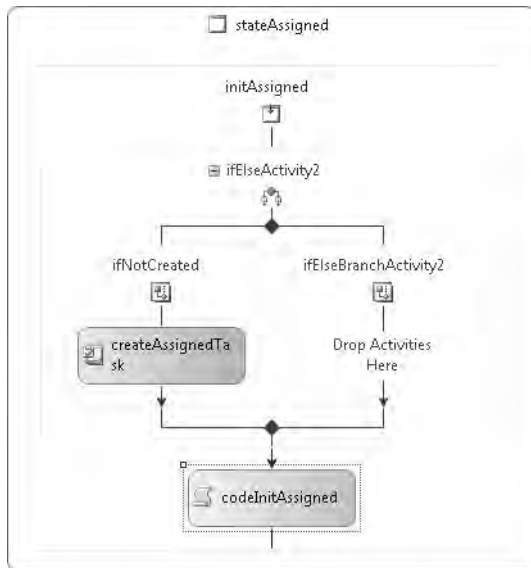 stateAssigned
initAssigned
ifElseActivity2
ifNotCreated
ifElseBranchActivity2
createAssignedTa
sk
Drop Activities
Here
codeInitAssigned